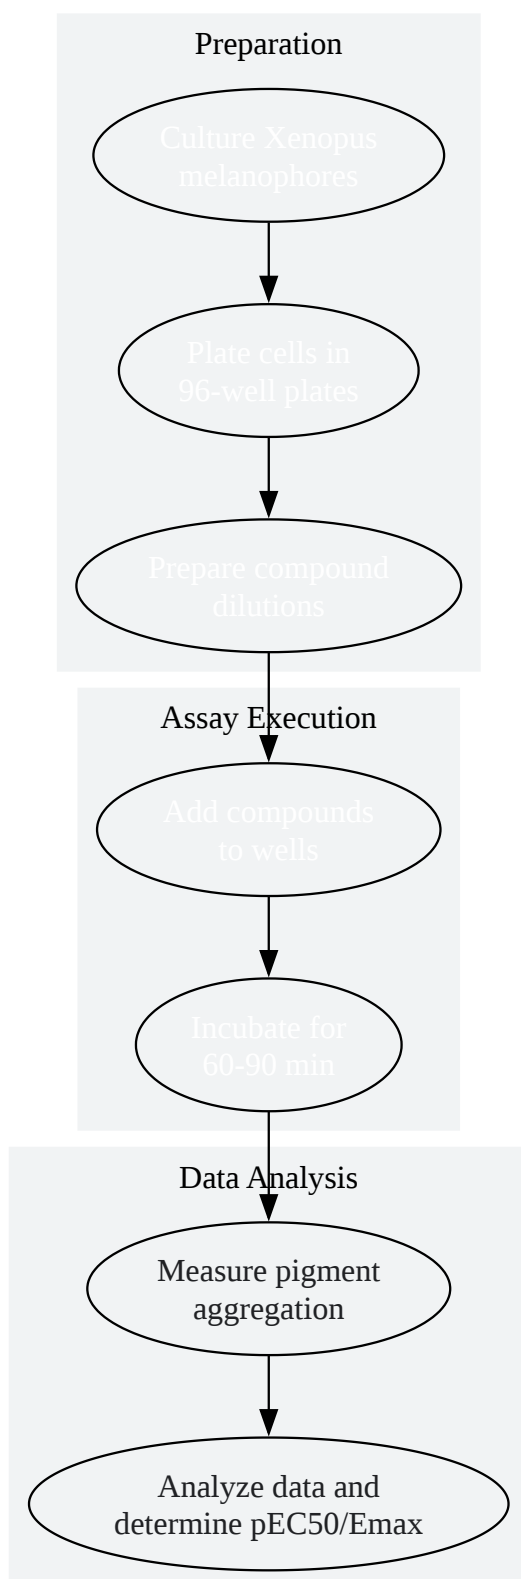 Preparation
Culture Xenopus
melanophores
Plate cells in
96-well plates
Prepare compound
dilutions
Assay Execution
Add compounds
to wells
Incubate for
60-90 min
Data Analysis
Measure pigment
aggregation
Analyze data and
determine pEC50/Emax